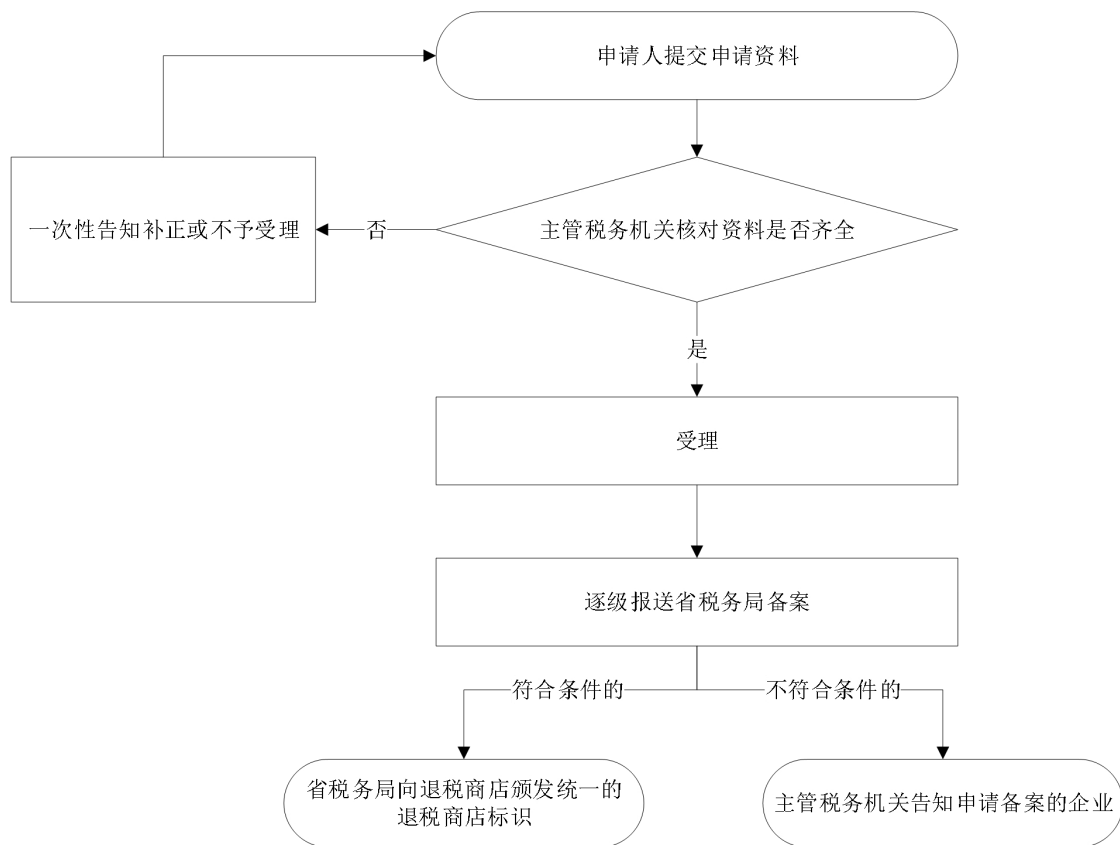 申请人提交申请资料
一次性告知补正或不予受理
否
主管税务机关核对资料是否齐全
是
受理
逐级报送省税务局备案
符合条件的
不符合条件的
省税务局向退税商店颁发统一的
退税商店标识
主管税务机关告知申请备案的企业